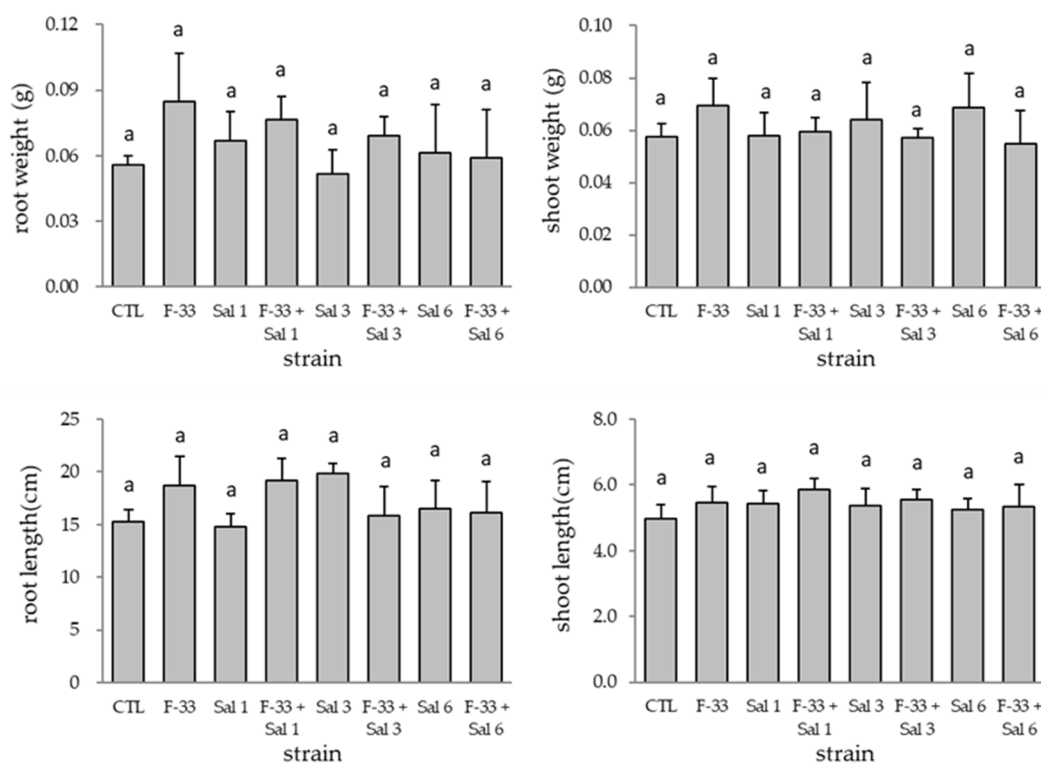 0.12
0.09
0.06
0.03
0.00
root weight (g)
a a a a a a a a
CTL F-33 Sal 1 F-33 + Sal 3 F-33 + Sal 6 F-33 +
Sal 1 Sal 3 Sal 6
strain
0.10
0.08
0.06
0.04
0.02
0.00
shoot weight (g)
a a a a a a a a
CTL F-33 Sal 1 F-33 + Sal 3 F-33 + Sal 6 F-33 +
Sal 1 Sal 3 Sal 6
strain
25
20
15
10
5
0
root length(cm)
a a a a a a a a
CTL F-33 Sal 1 F-33 + Sal 3 F-33 + Sal 6 F-33 +
Sal 1 Sal 3 Sal 6
strain
8.0
6.0
4.0
2.0
0.0
shoot length(cm)
a a a a a a a a
CTL F-33 Sal 1 F-33 + Sal 3 F-33 + Sal 6 F-33 +
Sal 1 Sal 3 Sal 6
strain